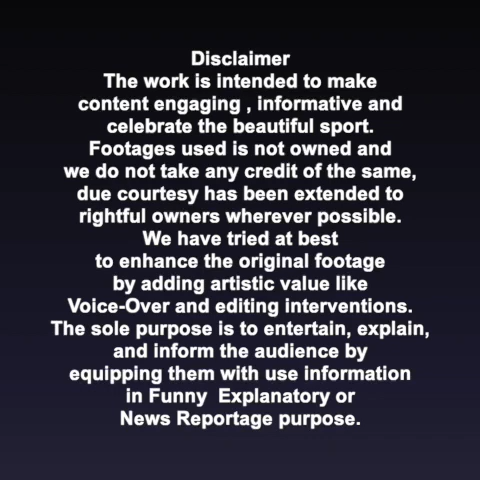 Disclaimer
The work is intended to make
content engaging , informative and
celebrate the beautiful sport.
Footages used is not owned and
we do not take any credit of the same,
due courtesy has been extended to
rightful owners wherever possible.
We have tried at best
to enhance the original footage
by adding artistic value like
Voice-Over and editing interventions.
The sole purpose is to entertain, explain,
and inform the audience by
equipping them with use information
in Funny  Explanatory or
News Reportage purpose.